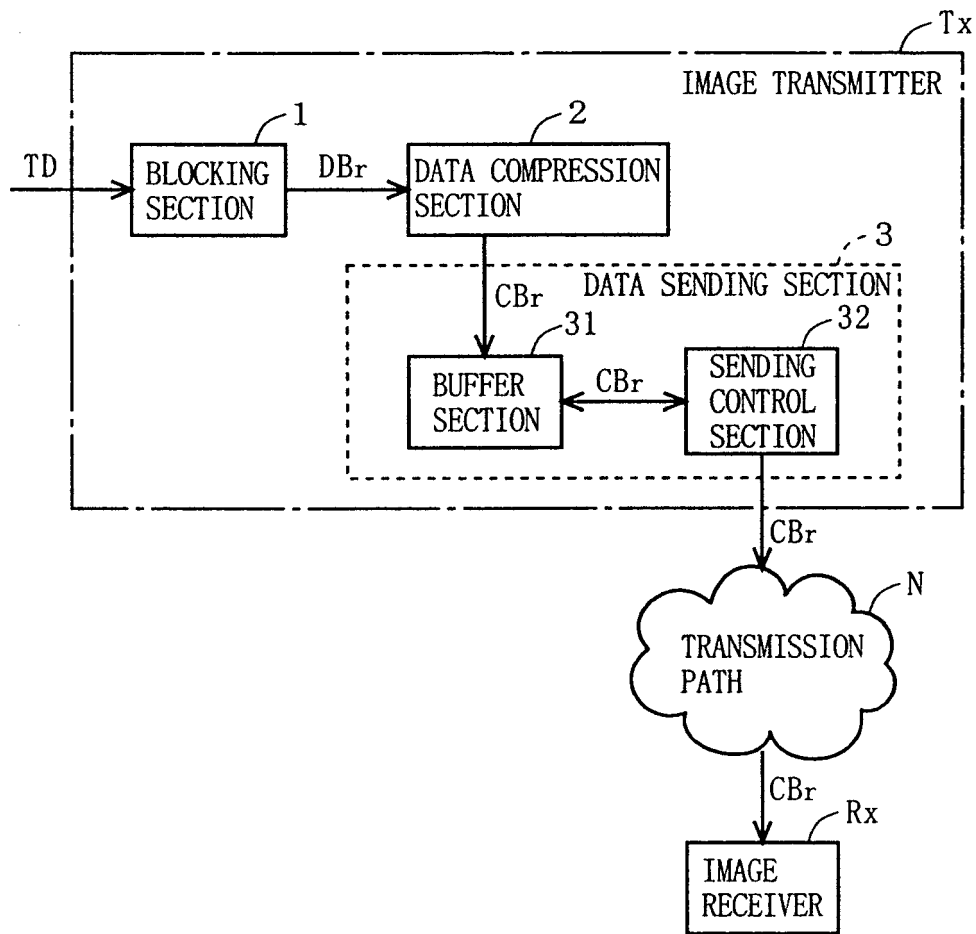 Tx
IMAGE TRANSMITTER
1
2
TD
BLOCKING
SECTION
DBr
DATA COMPRESSION
SECTION
3
DATA SENDING SECTION
CBr
31
32
BUFFER
SECTION
CBr
SENDING
CONTROL
SECTION
CBr
N
TRANSMISSION
PATH
CBr
Rx
IMAGE
RECEIVER